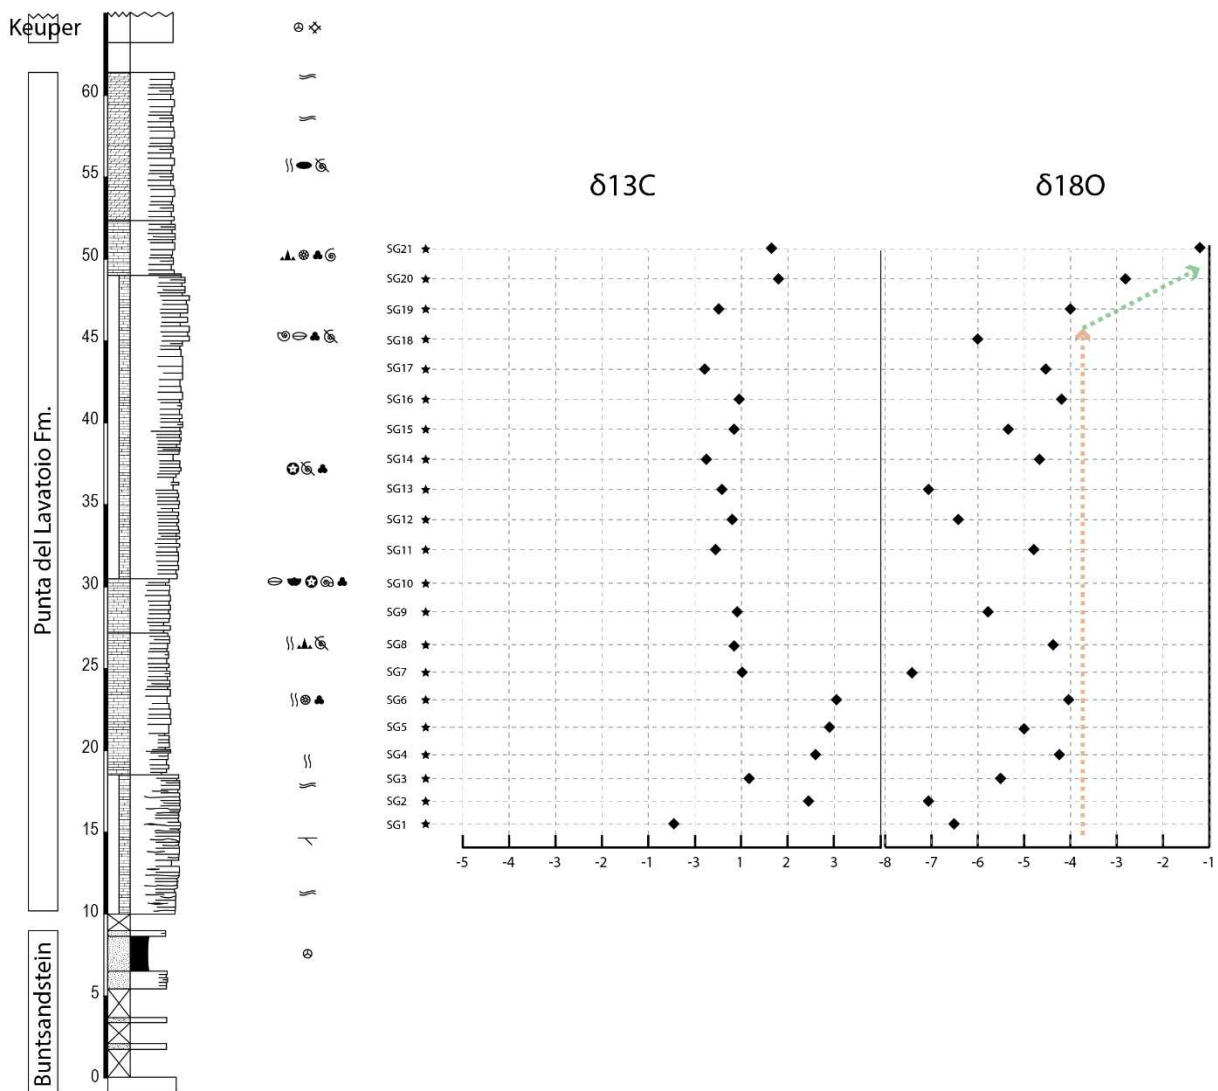 Keuper
60
55
50
45
40
35
30
25
20
15
10
5
0
Punta del Lavatoio Fm.
Buntsandstein
δ13C
δ18O
SG21
SG20
SG19
SG18
SG17
SG16
SG15
SG14
SG13
SG12
SG11
SG10
SG9
SG8
SG7
SG6
SG5
SG4
SG3
SG2
SG1
-5 -4 -3 -2 -1 -3 1 2 3
-8 -7 -6 -5 -4 -3 -2 -1